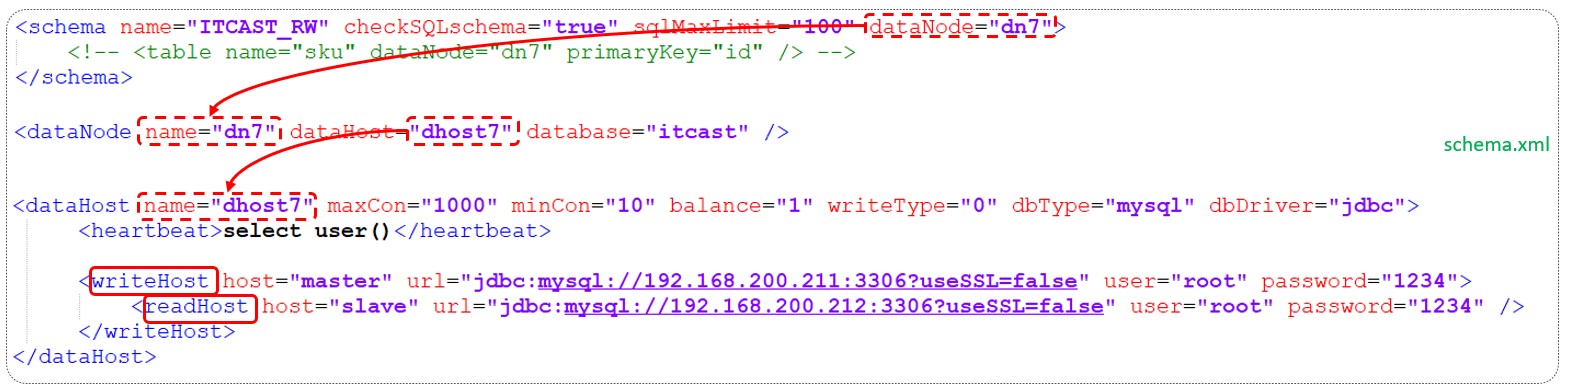 <schema name="ITCAST_RW" checkSQLschema="true" sqlMaxLimit="100" dataNode="dn7">
<!-- <table name="sku" dataNode="dn7" primaryKey="id" /> -->
</schema>
<dataNode name="dn7" dataHost="dhost7" database="itcast" />
schema.xml
<dataHost name="dhost7" maxCon="1000" minCon="10" balance="1" writeType="0" dbType="mysql" dbDriver="jdbc">
<heartbeat>select user()</heartbeat>
<writeHost host="master" url="jdbc:mysql://192.168.200.211:3306?useSSL=false" user="root" password="1234">
<readHost host="slave" url="jdbc:mysql://192.168.200.212:3306?useSSL=false" user="root" password="1234" />
</writeHost>
</dataHost>